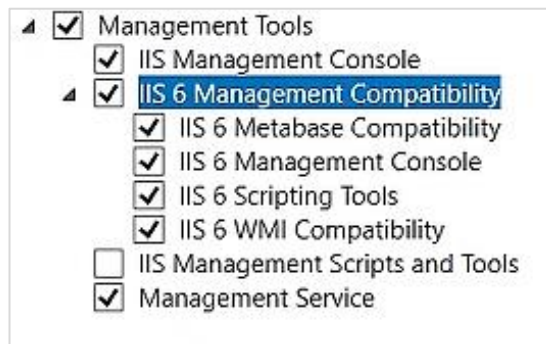 Management Tools
IIS Management Console
IIS 6 Management Compatibility
IIS 6 Metabase Compatibility
IIS 6 Management Console
IIS 6 Scripting Tools
IIS 6 WMI Compatibility
IIS Management Scripts and Tools
Management Service